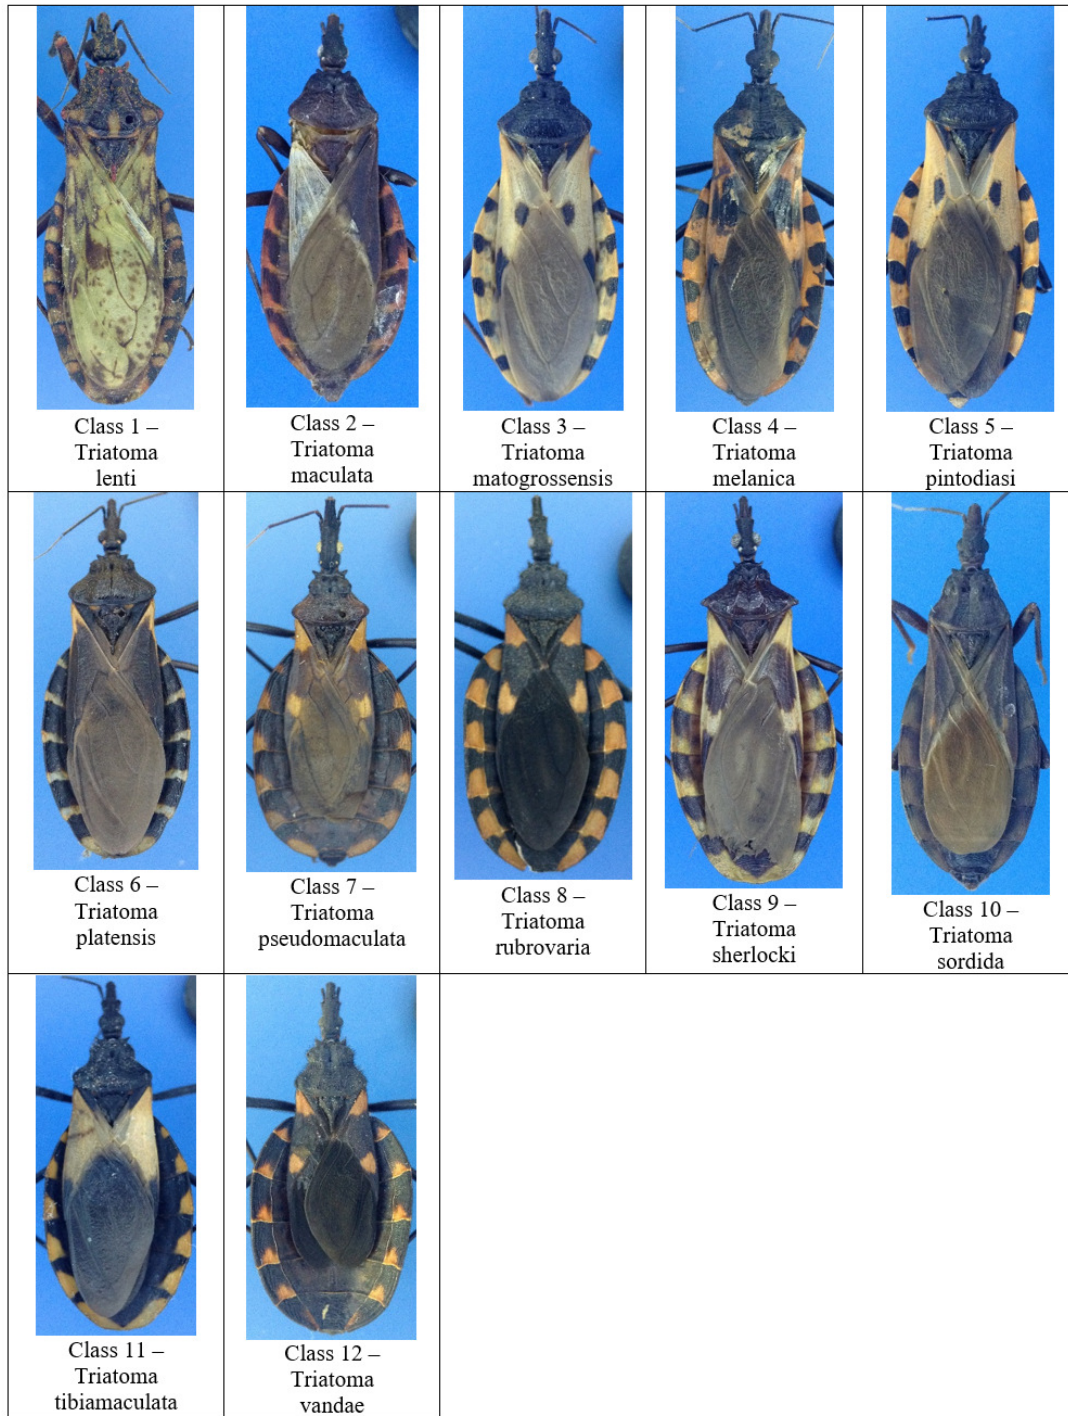 Class 1 –
Triatoma
lenti
Class 2 –
Triatoma
maculata
Class 3 –
Triatoma
matogrossensis
Class 4 –
Triatoma
melanica
Class 5 –
Triatoma
pintodiasi
Class 6 –
Triatoma
platensis
Class 7 –
Triatoma
pseudomaculata
Class 8 –
Triatoma
rubrovaria
Class 9 –
Triatoma
sherlocki
Class 10 –
Triatoma
sordida
Class 11 –
Triatoma
tibiamaculata
Class 12 –
Triatoma
vandae